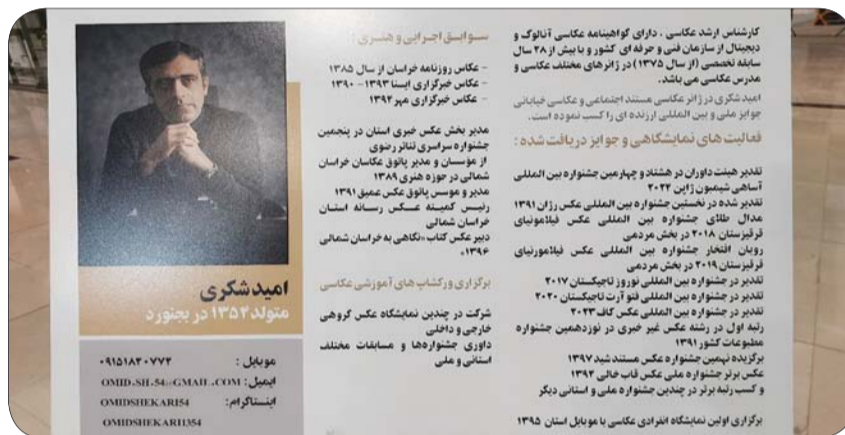 کارشناس ارشد عکاسی ، دارای گواهینامه عکاسی آنالوگ و
دیجیتال از سازمان فنی و حرفه ای کشور و با بیش از ۲۸ سال
سابقه تخصصی (از سال ۱۳۷۵) در ژانرهای مختلف عکاسی و
مدرس عکاسی می باشد.
امید شکری در ژانر عکاسی مستند اجتماعی و عکاسی خیابانی
جوایز ملی و بین المللی ارزنده ای را کسب نموده است.
فعالیت های نمایشگاهی و جوایز دریافت شده :
تقدیر هیئت داوران در هشتاد و چهارمین جشنواره بین المللی
آساهی شیمبون ژاپن ۲۰۲۴
تقدیر شده در نخستین جشنواره بین المللی عکس رزان ۱۳۹۱
مدال طلای جشنواره بین المللی عکس فیلامونیای
قرقیزستان ۲۰۱۸ در بخش مردمی
روبان افتخار جشنواره بین المللی عکس فیلامورنیای
قرقیزستان ۲۰۱۹ در بخش مردمی
تقدیر در جشنواره بین المللی نوروز تاجیکستان ۲۰۱۷
تقدیر در جشنواره بین المللی فتو آرت تاجیکستان ۲۰۲۰
تقدیر در جشنواره بین المللی عکس کاف ۲۰۲۳
رتبه اول در رشته عکس غیر خبری در نوزدهمین جشنواره
مطبوعات کشور ۱۳۹۱
برگزیده نهمین جشنواره عکس مستند شید ۱۳۹۷
عکس برتر جشنواره ملی عکس قاب خالی ۱۳۹۴
و کسب رتبه برتر در چندین جشنواره ملی و استانی دیگر
برگزاری اولین نمایشگاه انفرادی عکاسی با موبایل استان ۱۳۹۵
سوابق اجرایی و هنری :
- عکاس روزنامه خراسان از سال ۱۳۸۵
- عکاس خبرگزاری ایسنا ۱۳۹۳ - ۱۳۹۰
- عکاس خبرگزاری مهر ۱۳۹۴
مدیر بخش عکس خبری استان در پنجمین
جشنواره سراسری تئاتر رضوی
از مؤسسان و مدیر پاتوق عکاسان خراسان
شمالی در حوزه هنری ۱۳۸۹
مدیر و موسس پاتوق عکس عمیق ۱۳۹۱
رئیس کمیته عکس رسانه استان
خراسان شمالی
دبیر عکس کتاب «نگاهی به خراسان شمالی
۱۳۹۶»
برگزاری ورکشاپ های آموزشی عکاسی
شرکت در چندین نمایشگاه عکس گروهی
خارجی و داخلی
داوری جشنواره‌ها و مسابقات مختلف
استانی و ملی
امید شکری
متولد ۱۳۵۴ در بجنورد
موبایل : ۰۹۱۵۱۸۴۰۷۷۴
ایمیل : OMID.SH.54@GMAIL.COM
اینستاگرام: OMIDSHEKARI54
OMIDSHEKARI1354